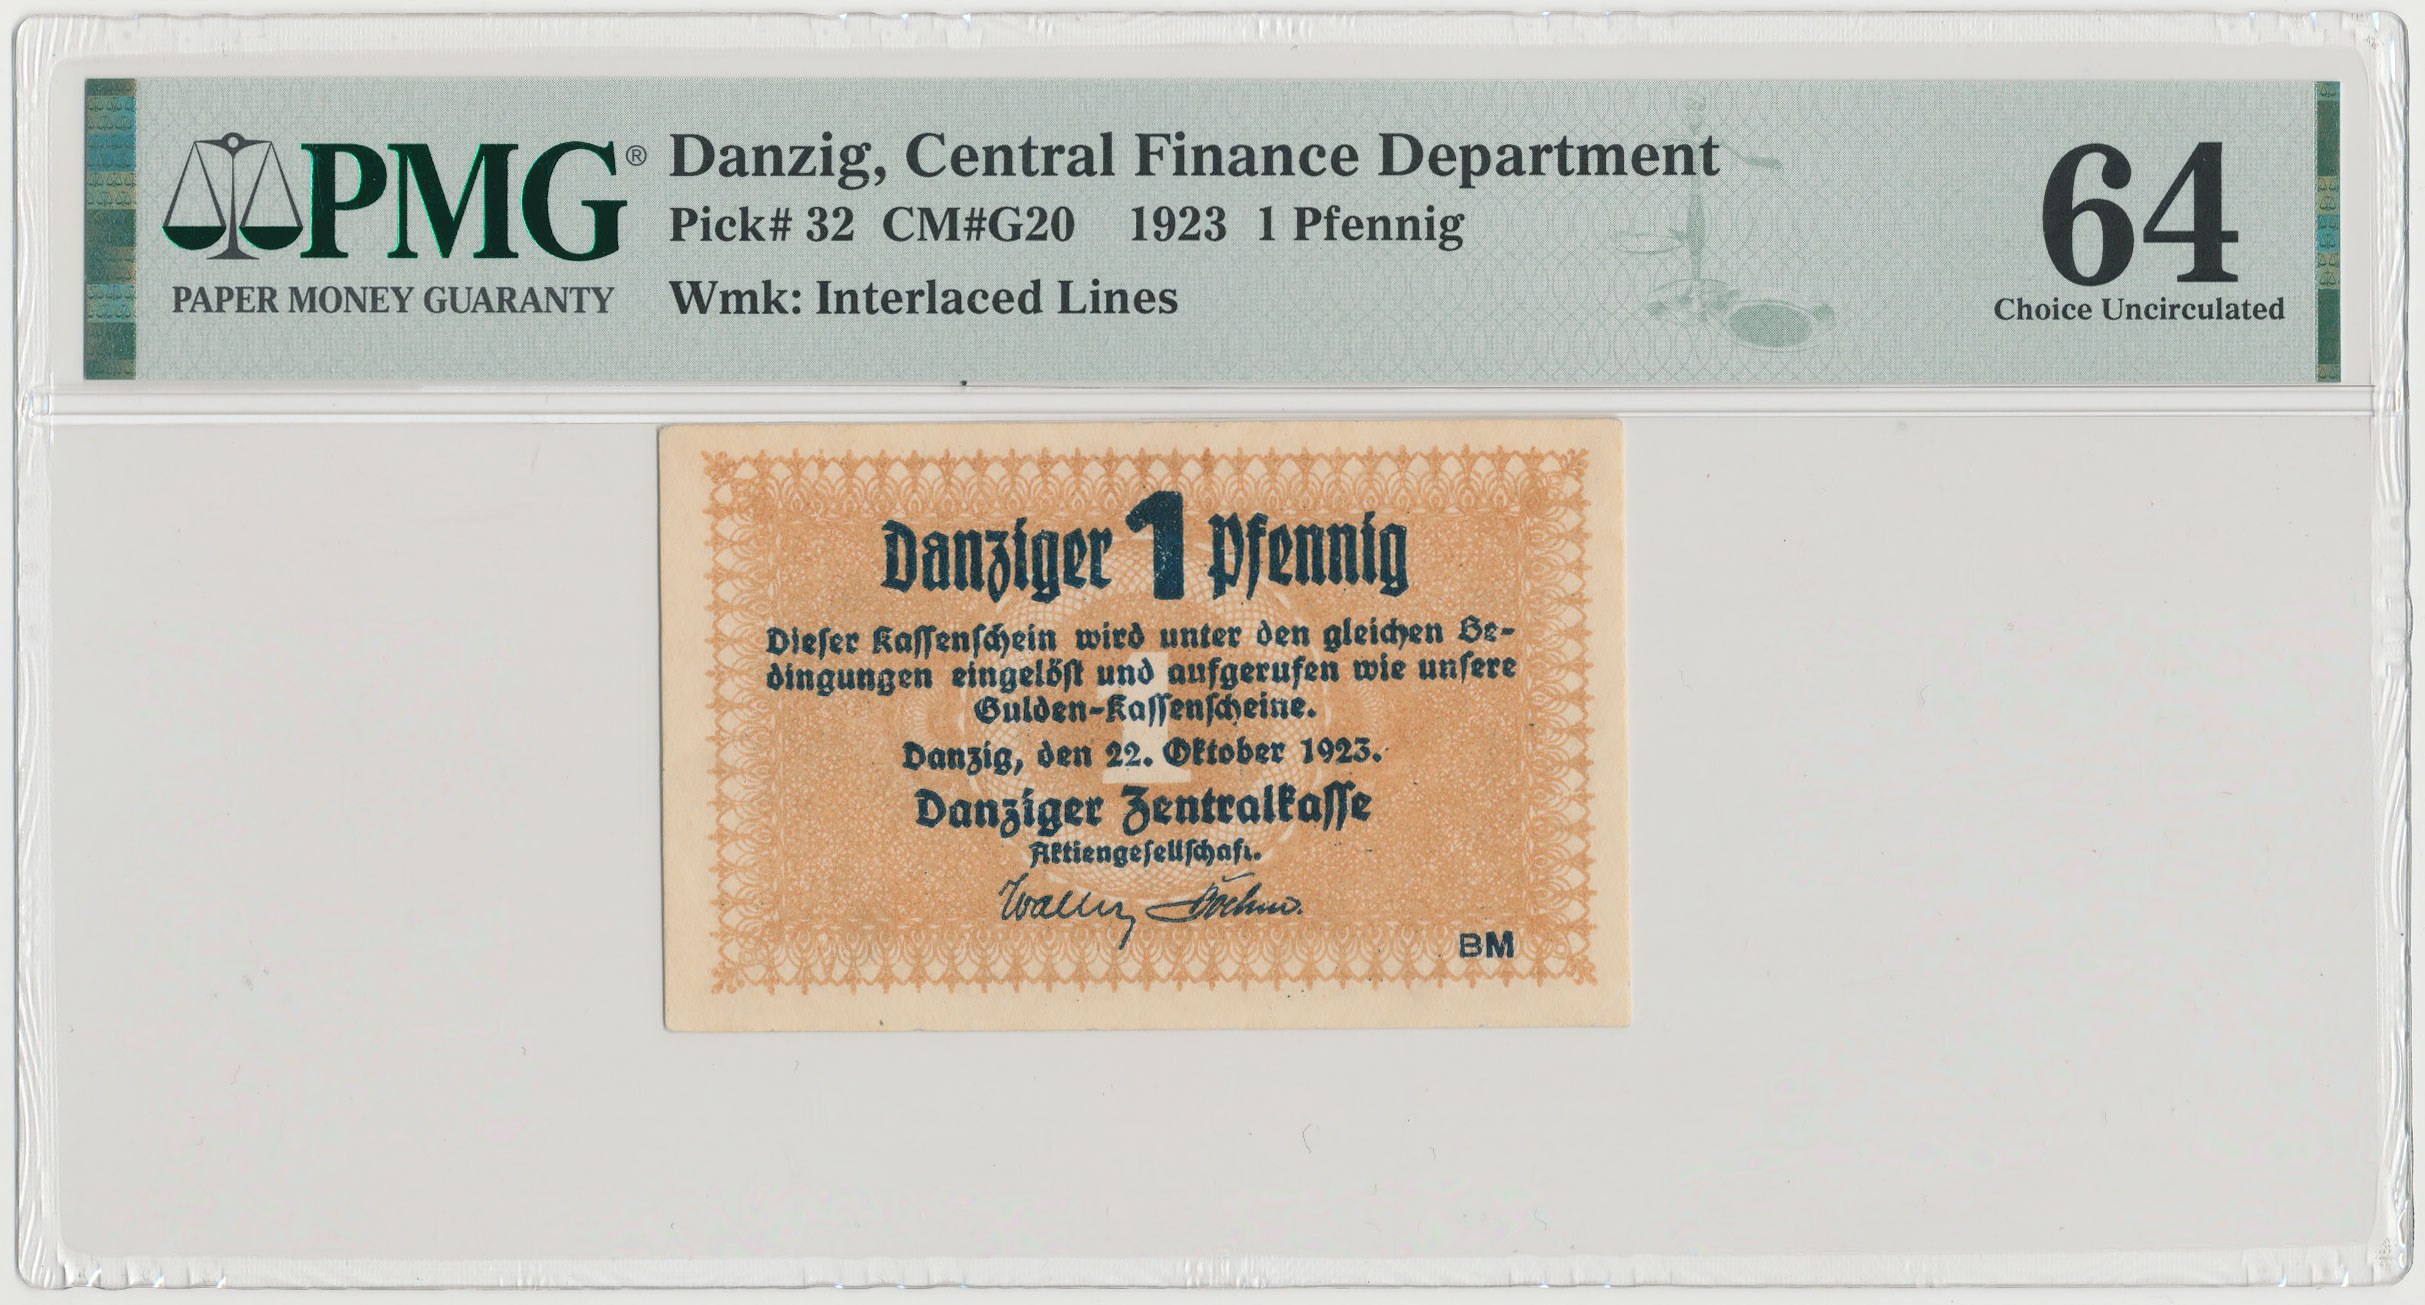 PMG®
PAPER MONEY GUARANTY
Danzig, Central Finance Department
Pick# 32 CM#G20 1923 1 Pfennig
Wmk: Interlaced Lines
64
Choice Uncirculated
Danziger 1 Pfennig
Dieser Kassenschein wird unter den gleichen Be-
dingungen eingelöst und aufgerufen wie unsere
Gulden-Kassenscheine.
Danzig, den 22. Oktober 1923.
Danziger Zentralkasse
Aktiengesellschaft.
Böhm.
BM
1